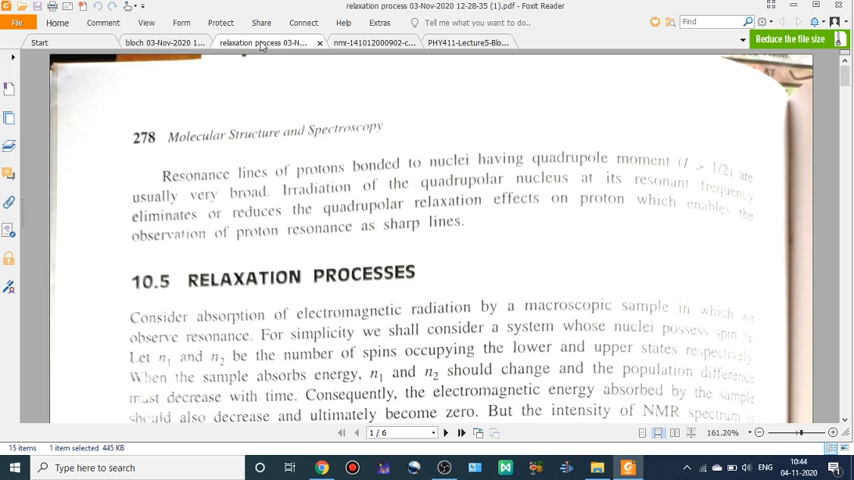 relaxation process 03-Nov-2020 12-28-35 (1).pdf - Foxit Reader
File Home Comment View Form Protect Share Connect Help Extras Tell me what you want to do... Find
Start bloch 03-Nov-2020 1... relaxation process 03-N... × nmr-141012000902-c... PHY411-Lecture5-Blo... Reduce the file size
278 Molecular Structure and Spectroscopy
Resonance lines of protons bonded to nuclei having quadrupole moment (I > 1/2) are
usually very broad. Irradiation of the quadrupolar nucleus at its resonant frequency
eliminates or reduces the quadrupolar relaxation effects on proton which enables the
observation of proton resonance as sharp lines.
10.5 RELAXATION PROCESSES
Consider absorption of electromagnetic radiation by a macroscopic sample in which we
observe resonance. For simplicity we shall consider a system whose nuclei possess spin
Let n₁ and n₂ be the number of spins occupying the lower and upper states respectively.
When the sample absorbs energy, n₁ and n₂ should change and the population difference
must decrease with time. Consequently, the electromagnetic energy absorbed by the sample
should also decrease and ultimately become zero. But the intensity of NMR spectrum is
1 / 6 161.20%
15 items 1 item selected 445 KB
Type here to search ENG 10:44
04-11-2020